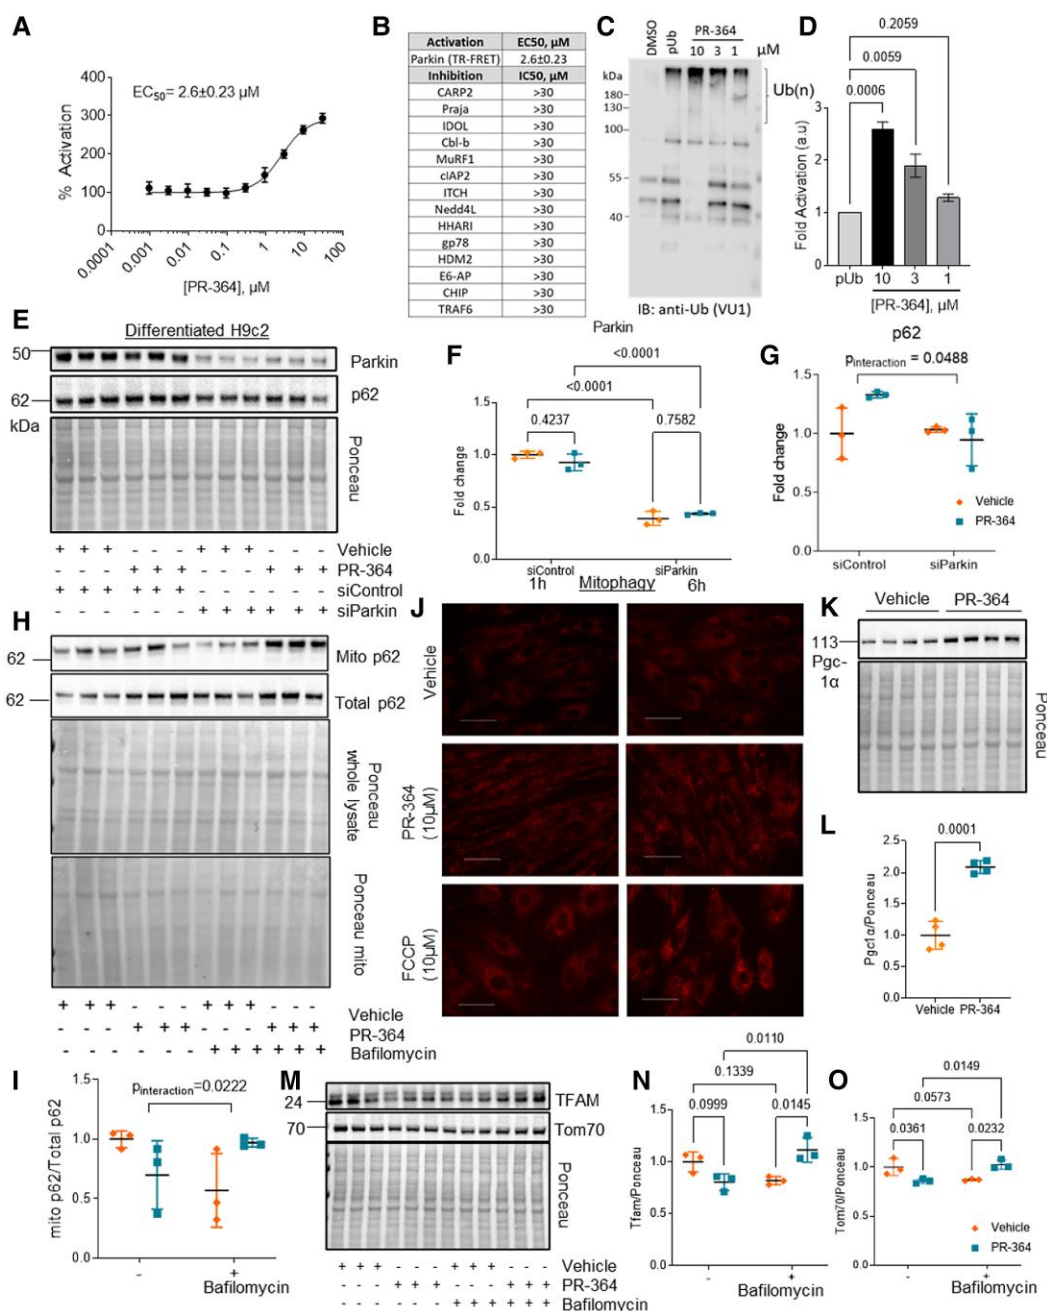 A
EC50= 2.6±0.23 µM
% Activation
400
300
200
100
0
0.0001
0.001
0.01
0.1
1
10
100
[PR-364], µM
B
Activation EC50, µM
Parkin (TR-FRET) 2.6±0.23
Inhibition IC50, µM
CARP2 >30
Praja >30
IDOL >30
Cbl-b >30
MuRF1 >30
cIAP2 >30
ITCH >30
Nedd4L >30
HHARI >30
gp78 >30
HDM2 >30
E6-AP >30
CHIP >30
TRAF6 >30
C
DMSO
pUb
PR-364
10 3 1 µM
kDa
180
130
100
55
40
Ub(n)
IB: anti-Ub (VU1)
D
0.2059
0.0059
0.0006
Fold Activation (a.u)
3
2
1
0
pUb 10 3 1
[PR-364], µM
E
Differentiated H9c2
50 Parkin
62 p62
kDa
Ponceau
+ + + - - - + + + - - - Vehicle
- - - + + + - - - + + + PR-364
+ + + + + + - - - - - - siControl
- - - - - - + + + + + + siParkin
F
Parkin
<0.0001
<0.0001
0.4237
0.7582
Fold change
1.5
1.0
0.5
0.0
siControl siParkin
G
p62
pinteraction = 0.0488
Fold change
1.5
1.0
0.5
0.0
Vehicle
PR-364
siControl siParkin
H
62 Mito p62
62 Total p62
Ponceau whole lysate
Ponceau mito
+ + + - - - + + + - - - Vehicle
- - - + + + - - - + + + PR-364
- - - - - - + + + + + + Bafilomycin
J
1h Mitophagy 6h
Vehicle
PR-364 (10µM)
FCCP (10µM)
K
Vehicle PR-364
113
Pgc-1α
Ponceau
L
0.0001
Pgc1α/Ponceau
2.5
2.0
1.5
1.0
0.5
0.0
Vehicle PR-364
I
pinteraction=0.0222
mito p62/Total p62
1.5
1.0
0.5
0.0
- +
Bafilomycin
M
24 TFAM
70 Tom70
Ponceau
+ + + - - - + + + - - - Vehicle
- - - + + + - - - + + + PR-364
- - - - - - + + + + + + Bafilomycin
N
0.0110
0.1339
0.0999
0.0145
Tfam/Ponceau
1.5
1.0
0.5
0.0
- +
Bafilomycin
O
0.0149
0.0573
0.0361
0.0232
Tom70/Ponceau
1.5
1.0
0.5
0.0
Vehicle
PR-364
- +
Bafilomycin